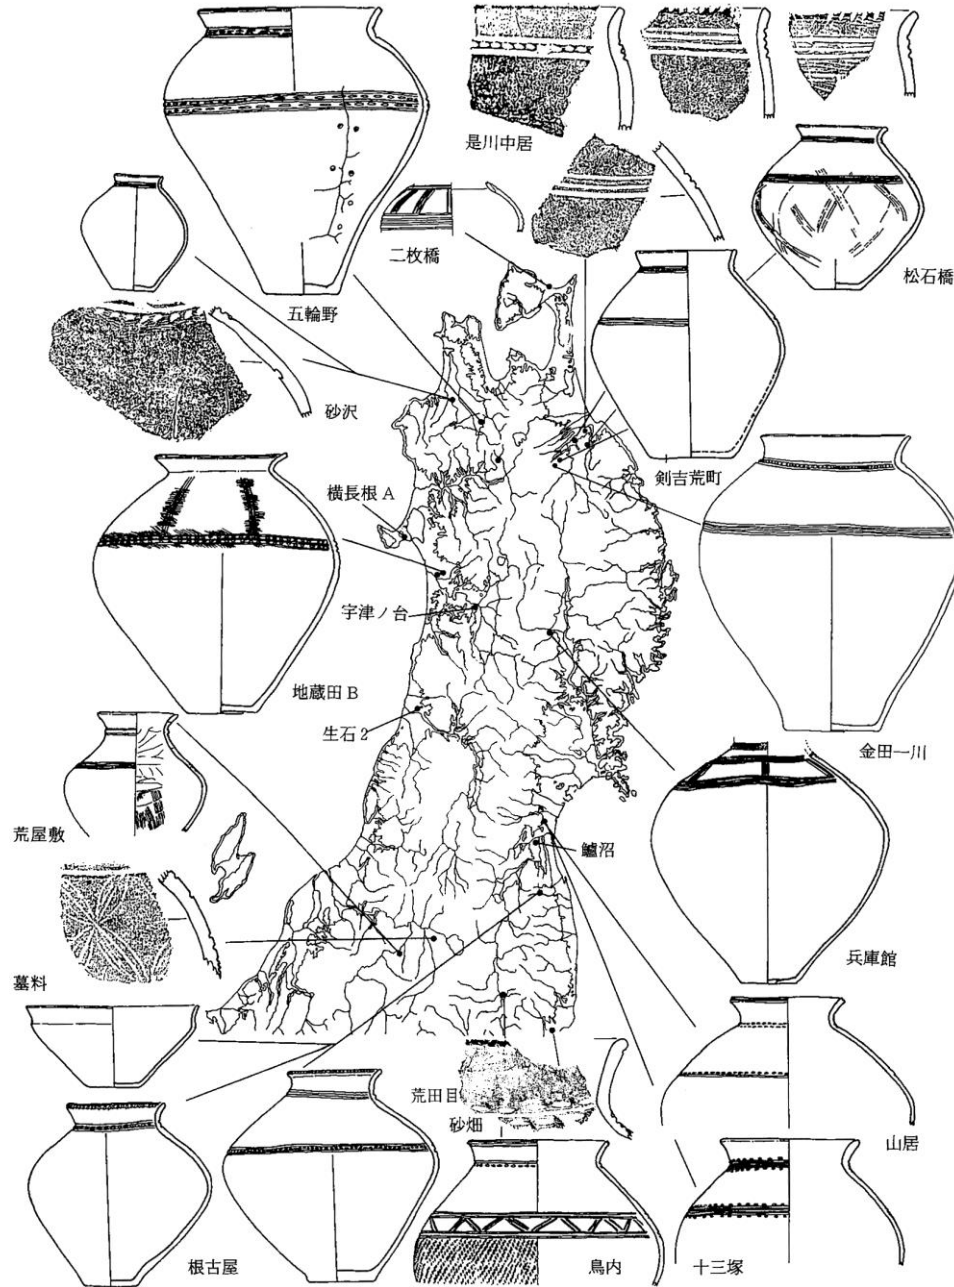 是川中居
二枚橋
松石橋
五輪野
砂沢
剣吉荒町
横長根A
宇津ノ台
地蔵田B
生石2
金田一川
荒屋敷
鱸沼
兵庫館
墓料
荒田目
砂畑
山居
根古屋
鳥内
十三塚